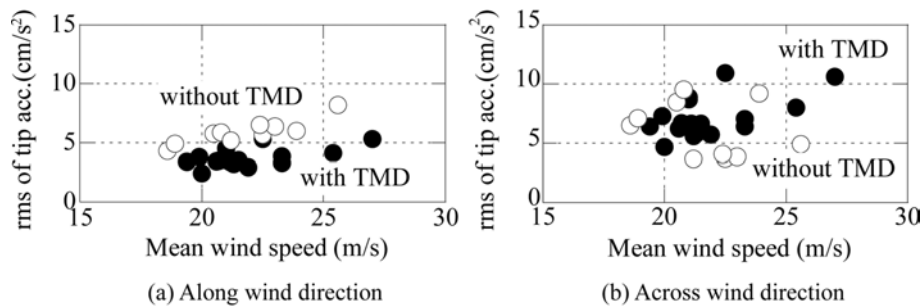 15
10
5
0
rms of tip acc.(cm/s²)
without TMD
with TMD
15 20 25 30
Mean wind speed (m/s)
(a) Along wind direction
15
10
5
0
rms of tip acc.(cm/s²)
with TMD
without TMD
15 20 25 30
Mean wind speed (m/s)
(b) Across wind direction